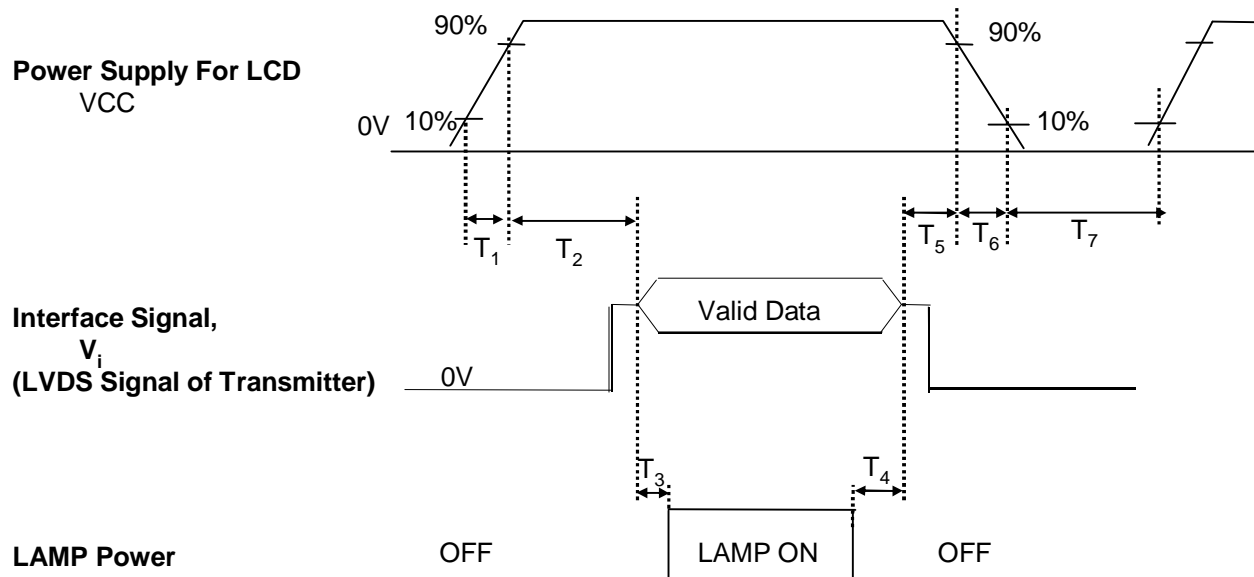 90%
90%
Power Supply For LCD
VCC
0V
10%
10%
T1
T2
T5
T6
T7
Interface Signal,
Vi
(LVDS Signal of Transmitter)
Valid Data
0V
T3
T4
LAMP Power
OFF
LAMP ON
OFF